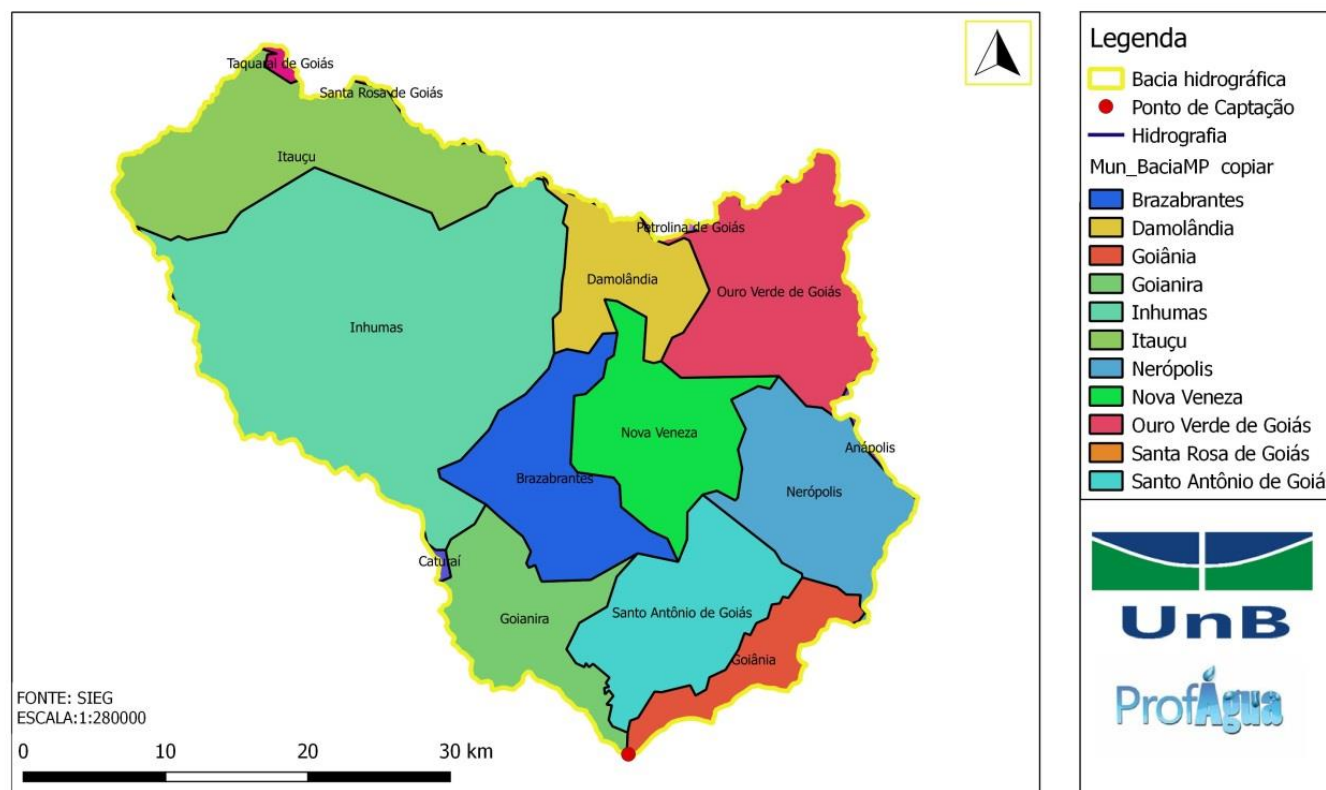 Taquaral de Goiás
Santa Rosa de Goiás
Itauçu
Petrolina de Goiás
Damolândia
Ouro Verde de Goiás
Inhumas
Nova Veneza
Anápolis
Brazabrantes
Nerópolis
Caturaí
Goianira
Santo Antônio de Goiás
Goiânia
FONTE: SIEG
ESCALA:1:280000
0 10 20 30 km
Legenda
Bacia hidrográfica
Ponto de Captação
Hidrografia
Mun_BaciaMP copiar
Brazabrantes
Damolândia
Goiânia
Goianira
Inhumas
Itauçu
Nerópolis
Nova Veneza
Ouro Verde de Goiás
Santa Rosa de Goiás
Santo Antônio de Goiá
UnB
ProfÁgua